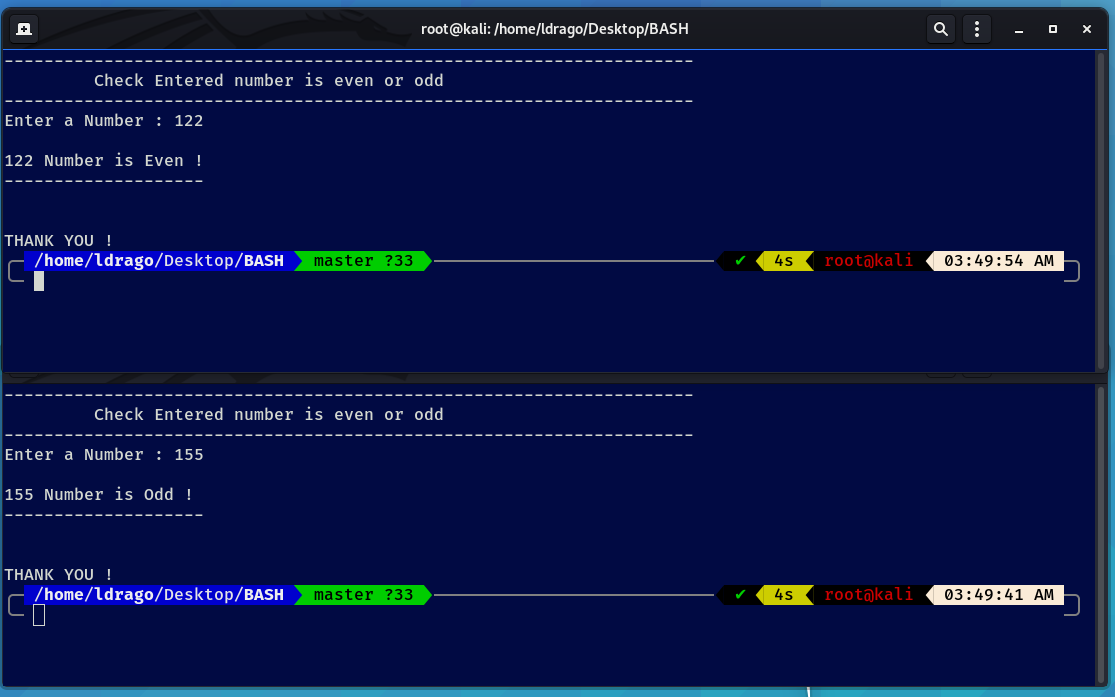 root@kali: /home/ldrago/Desktop/BASH
---------------------------------------------------------------------
Check Entered number is even or odd
---------------------------------------------------------------------
Enter a Number : 122
122 Number is Even !
--------------------
THANK YOU !
/home/ldrago/Desktop/BASH master ?33 ✔ 4s root@kali 03:49:54 AM
---------------------------------------------------------------------
Check Entered number is even or odd
---------------------------------------------------------------------
Enter a Number : 155
155 Number is Odd !
--------------------
THANK YOU !
/home/ldrago/Desktop/BASH master ?33 ✔ 4s root@kali 03:49:41 AM